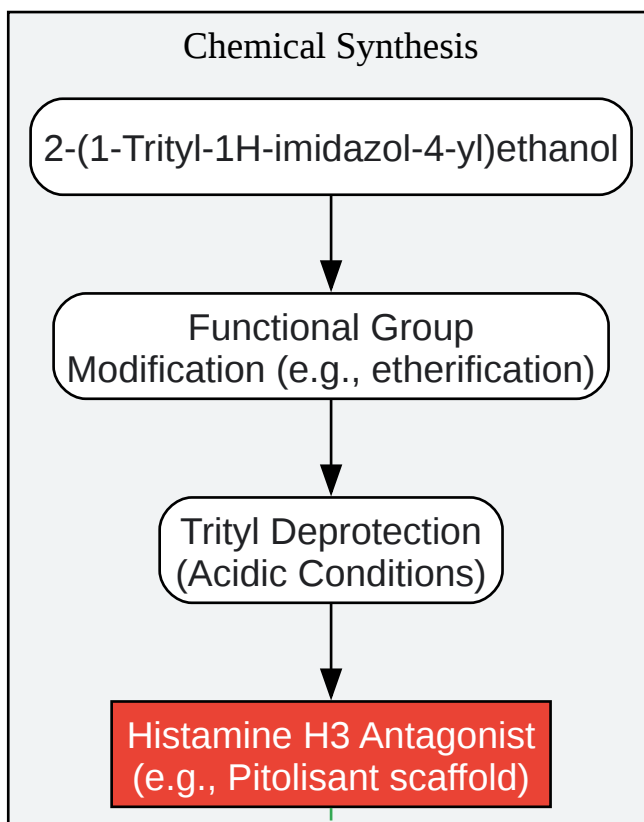 Chemical Synthesis
2-(1-Trityl-1H-imidazol-4-yl)ethanol
Functional Group
Modification (e.g., etherification)
Trityl Deprotection
(Acidic Conditions)
Histamine H3 Antagonist
(e.g., Pitolisant scaffold)